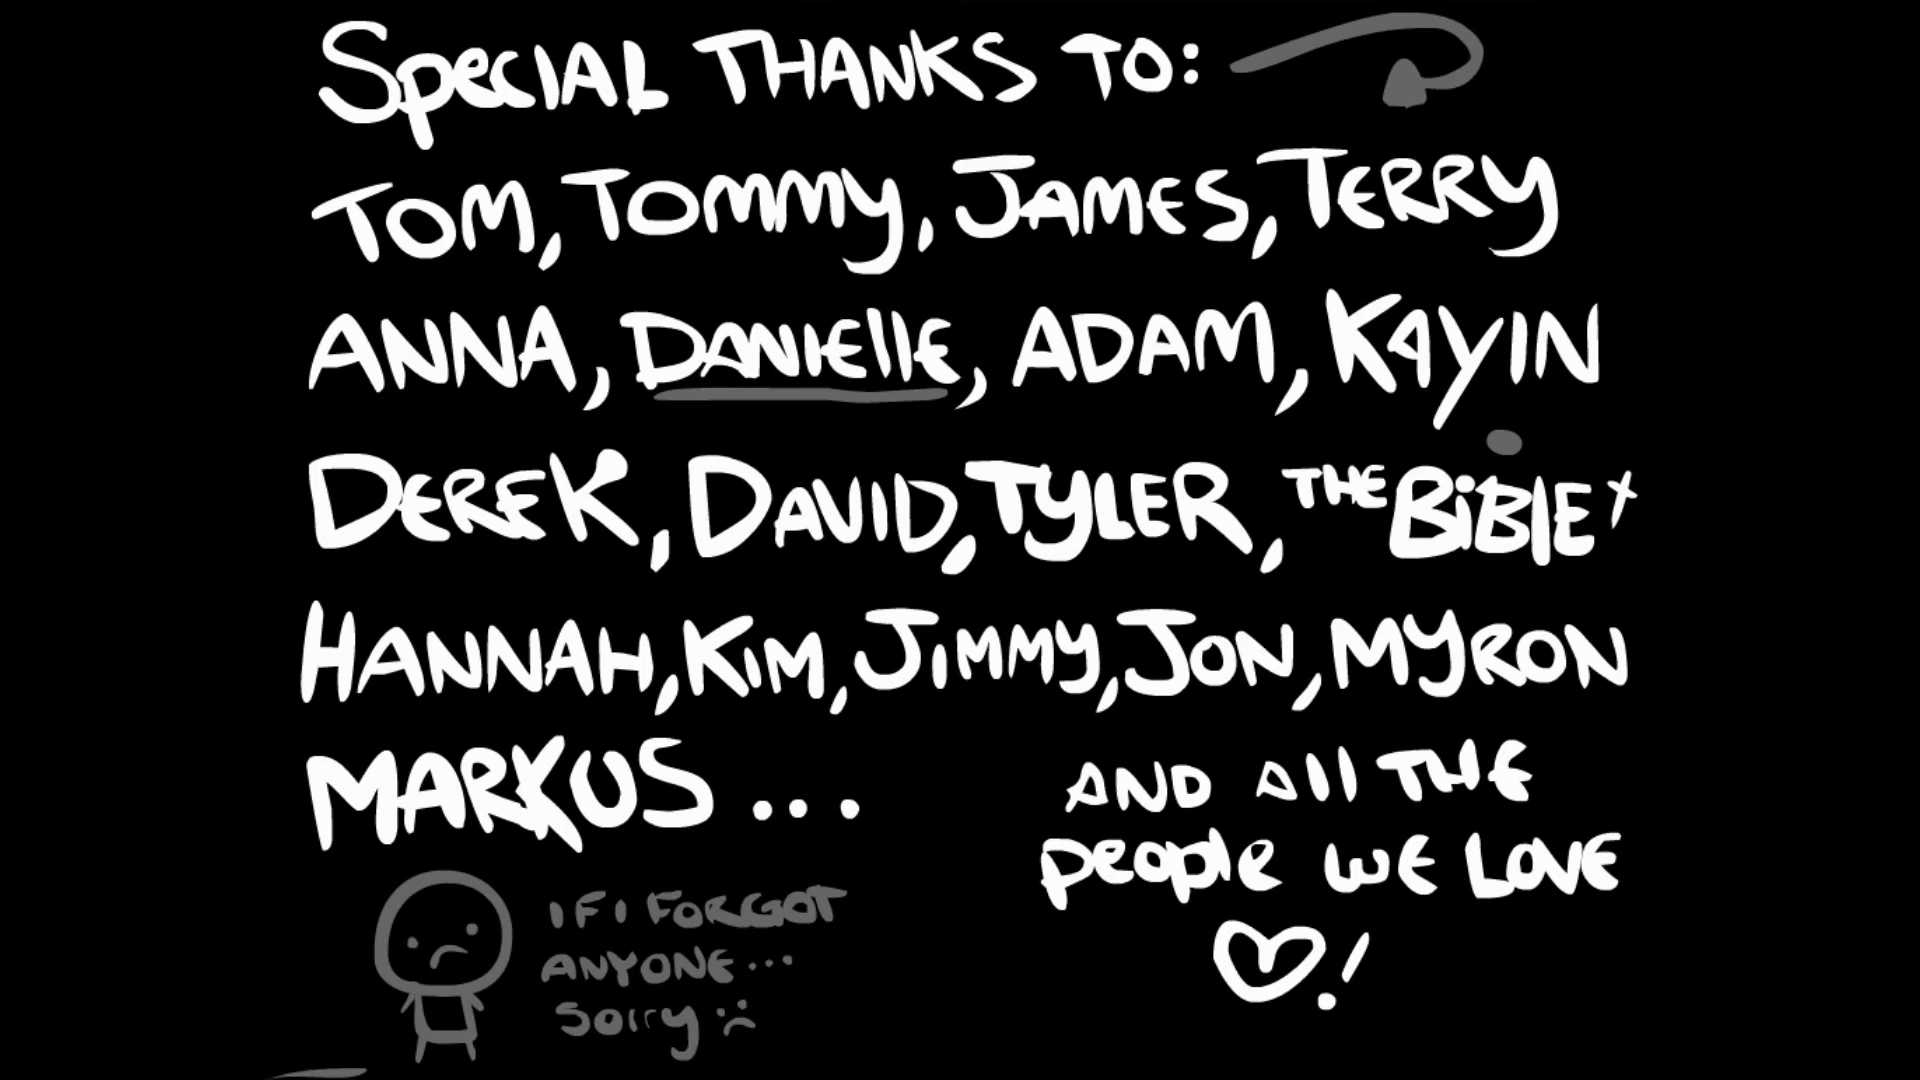 SpeciAL THANKS TO:
TOM, TOMMY, JAMES, TERRY
ANNA, DANIElle, ADAM, KAYIN
DEREK, DAVID, TYLER, THE BiBlE
HANNAH, KiM, JiMMY, JON, MYRON
MARKUS...
AND All THE
people WE LOVE
♡!
IF I FORGOT
ANYONE...
Sorry :(